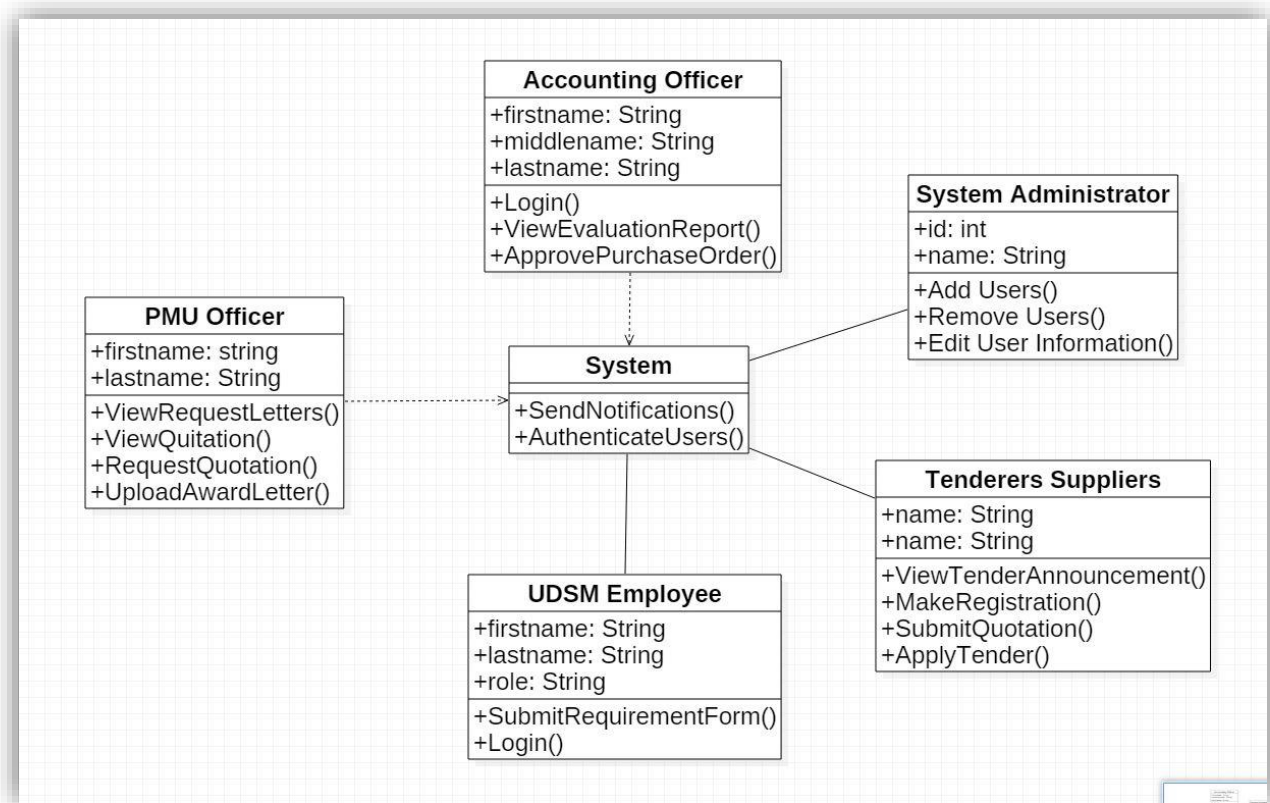 Accounting Officer
+firstname: String
+middlename: String
+lastname: String
+Login()
+ViewEvaluationReport()
+ApprovePurchaseOrder()
System Administrator
+id: int
+name: String
+Add Users()
+Remove Users()
+Edit User Information()
PMU Officer
+firstname: string
+lastname: String
+ViewRequestLetters()
+ViewQuitation()
+RequestQuotation()
+UploadAwardLetter()
System
+SendNotifications()
+AuthenticateUsers()
Tenderers Suppliers
+name: String
+name: String
+ViewTenderAnnouncement()
+MakeRegistration()
+SubmitQuotation()
+ApplyTender()
UDSM Employee
+firstname: String
+lastname: String
+role: String
+SubmitRequirementForm()
+Login()